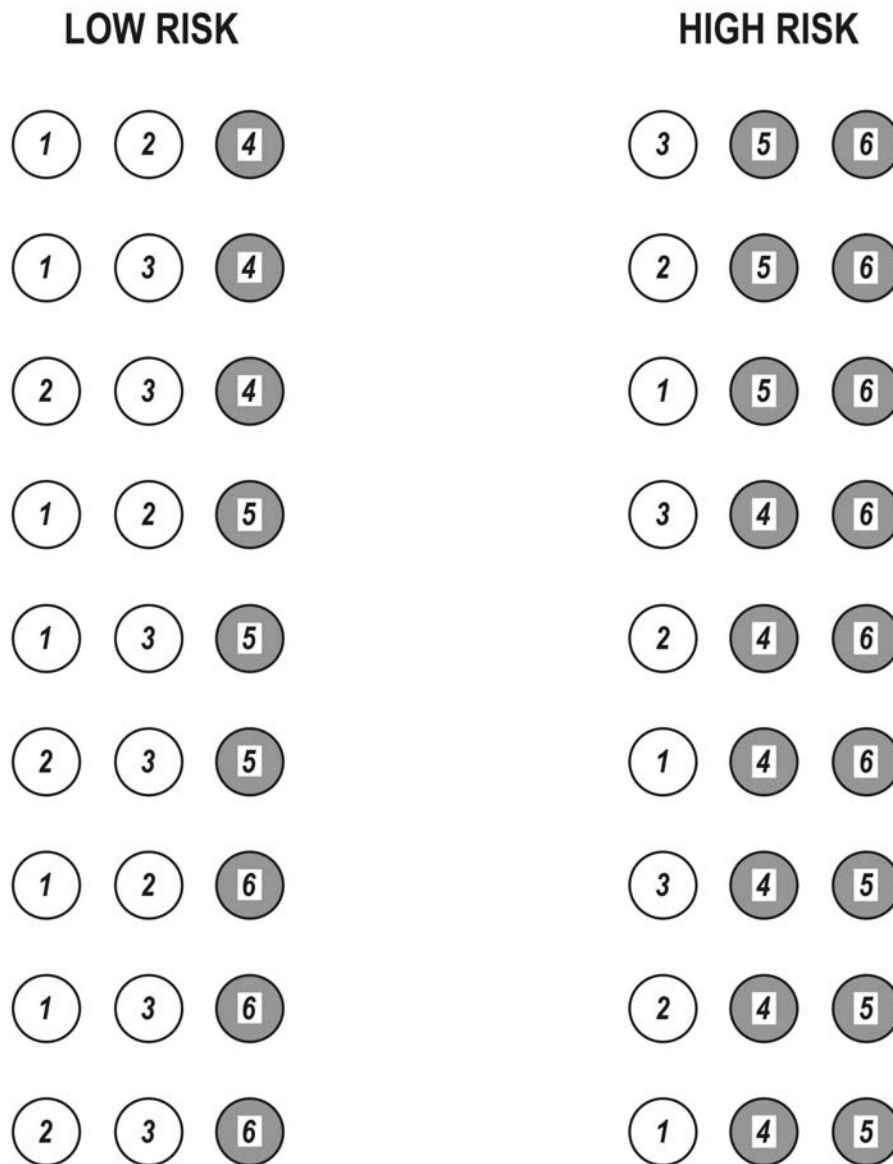 LOW RISK HIGH RISK
1 2 4 3 5 6
1 3 4 2 5 6
2 3 4 1 5 6
1 2 5 3 4 6
1 3 5 2 4 6
2 3 5 1 4 6
1 2 6 3 4 5
1 3 6 2 4 5
2 3 6 1 4 5